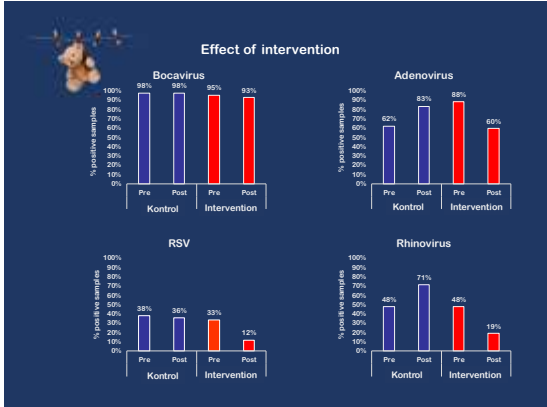 Effect of intervention
Bocavirus
% positive samples
100%
90%
80%
70%
60%
50%
40%
30%
20%
10%
0%
98%
98%
95%
93%
Pre
Post
Pre
Post
Kontrol
Intervention
Adenovirus
% positive samples
100%
90%
80%
70%
60%
50%
40%
30%
20%
10%
0%
62%
83%
88%
60%
Pre
Post
Pre
Post
Kontrol
Intervention
RSV
% positive samples
100%
90%
80%
70%
60%
50%
40%
30%
20%
10%
0%
38%
36%
33%
12%
Pre
Post
Pre
Post
Kontrol
Intervention
Rhinovirus
% positive samples
100%
90%
80%
70%
60%
50%
40%
30%
20%
10%
0%
48%
71%
48%
19%
Pre
Post
Pre
Post
Kontrol
Intervention